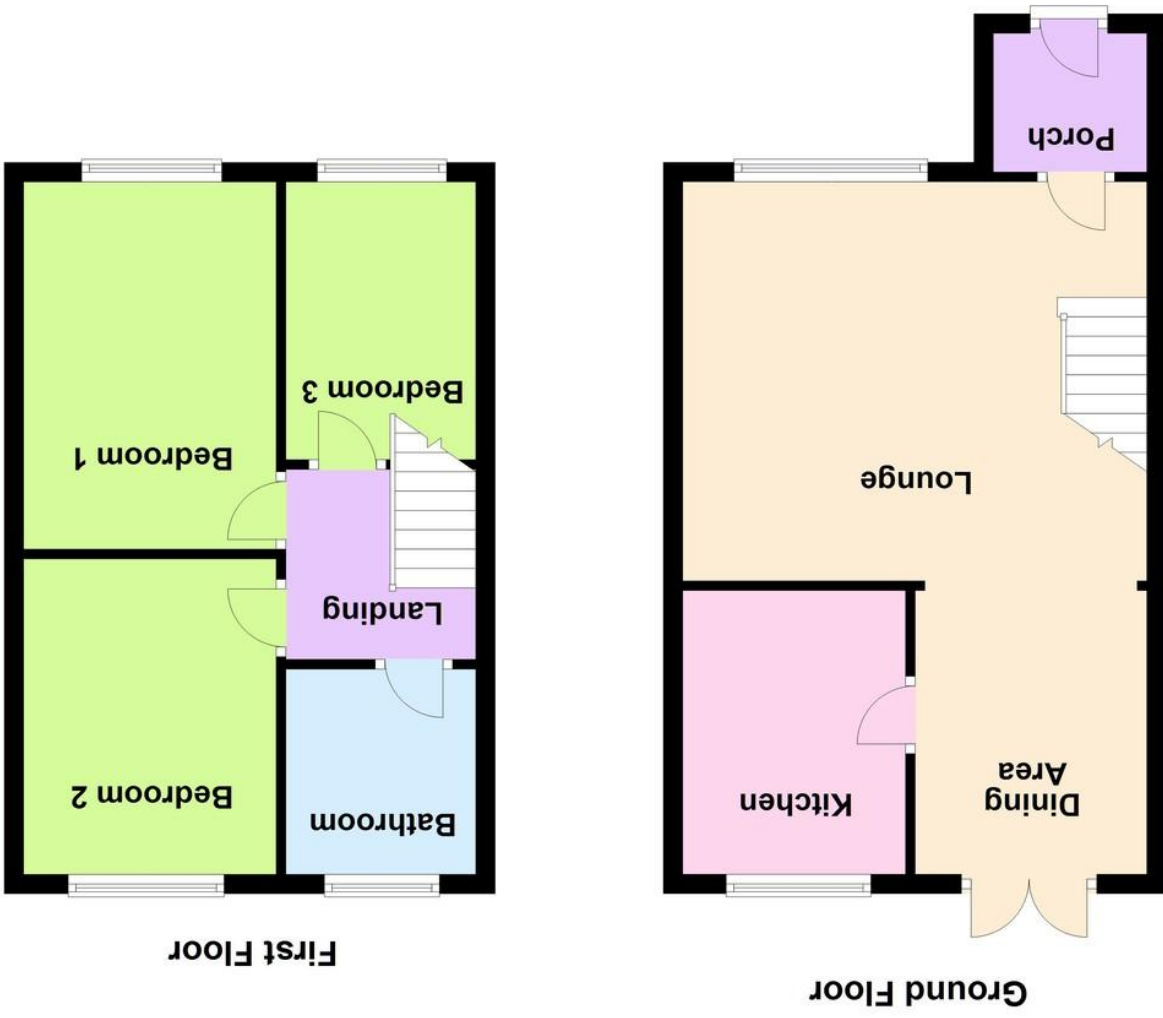 Ground Floor
Dining
Area
Kitchen
Lounge
Porch
First Floor
Bathroom
Bedroom 2
Landing
Bedroom 1
Bedroom 3